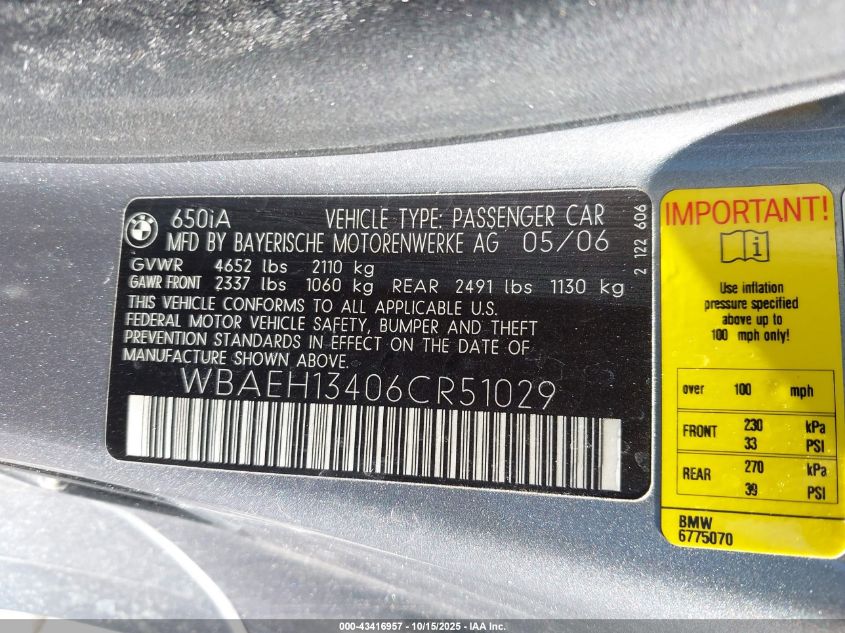 BMW
650iA VEHICLE TYPE: PASSENGER CAR
MFD BY BAYERISCHE MOTORENWERKE AG 05/06
GVWR 4652 lbs 2110 kg
GAWR FRONT 2337 lbs 1060 kg REAR 2491 lbs 1130 kg
THIS VEHICLE CONFORMS TO ALL APPLICABLE U.S.
FEDERAL MOTOR VEHICLE SAFETY, BUMPER AND THEFT
PREVENTION STANDARDS IN EFFECT ON THE DATE OF
MANUFACTURE SHOWN ABOVE.
WBAEH13406CR51029
2 122 606
IMPORTANT!
i
Use inflation
pressure specified
above up to
100 mph only!
over 100 mph
FRONT 230 kPa
33 PSI
REAR 270 kPa
39 PSI
BMW
6775070
000-43416957 - 10/15/2025 - IAA Inc.